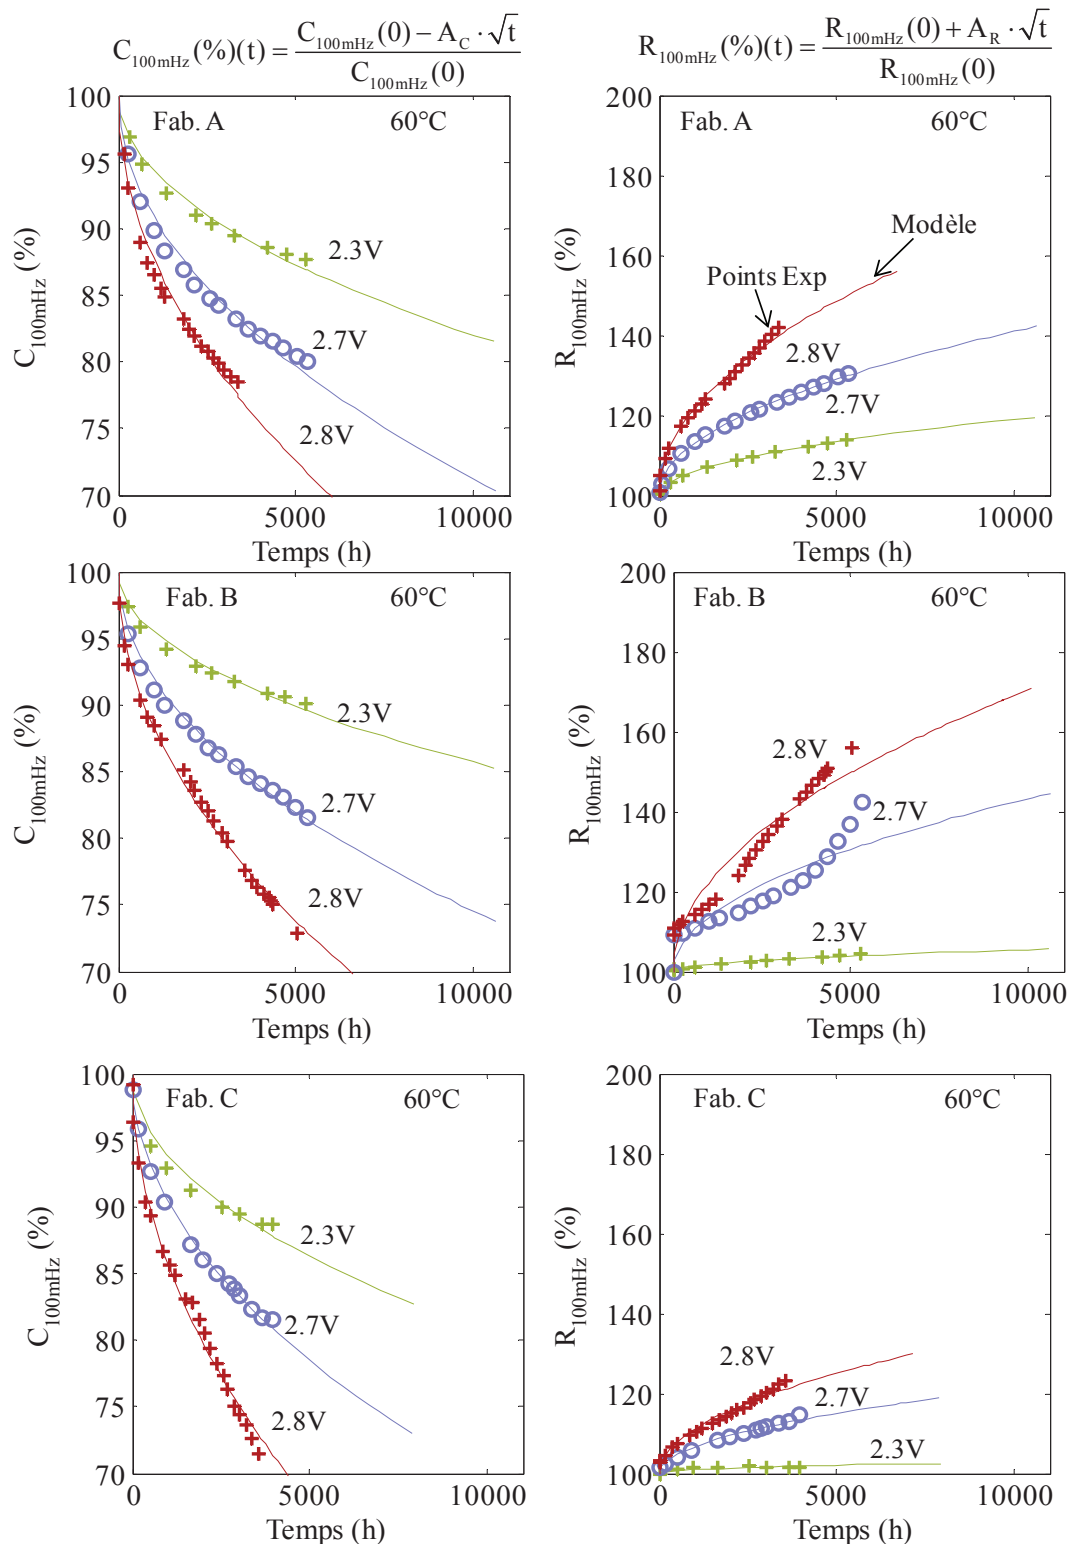 C100mHz(%)(t) = (C100mHz(0) − AC · √t) / C100mHz(0)
R100mHz(%)(t) = (R100mHz(0) + AR · √t) / R100mHz(0)
100
95
90
85
80
75
70
C100mHz (%)
Fab. A
60°C
2.3V
2.7V
2.8V
0
5000
10000
Temps (h)
200
180
160
140
120
100
R100mHz (%)
Fab. A
60°C
Modèle
Points Exp
2.8V
2.7V
2.3V
0
5000
10000
Temps (h)
100
95
90
85
80
75
70
C100mHz (%)
Fab. B
60°C
2.3V
2.7V
2.8V
0
5000
10000
Temps (h)
200
180
160
140
120
100
R100mHz (%)
Fab. B
60°C
2.8V
2.7V
2.3V
0
5000
10000
Temps (h)
100
95
90
85
80
75
70
C100mHz (%)
Fab. C
60°C
2.3V
2.7V
2.8V
0
5000
10000
Temps (h)
200
180
160
140
120
100
R100mHz (%)
Fab. C
60°C
2.8V
2.7V
2.3V
0
5000
10000
Temps (h)